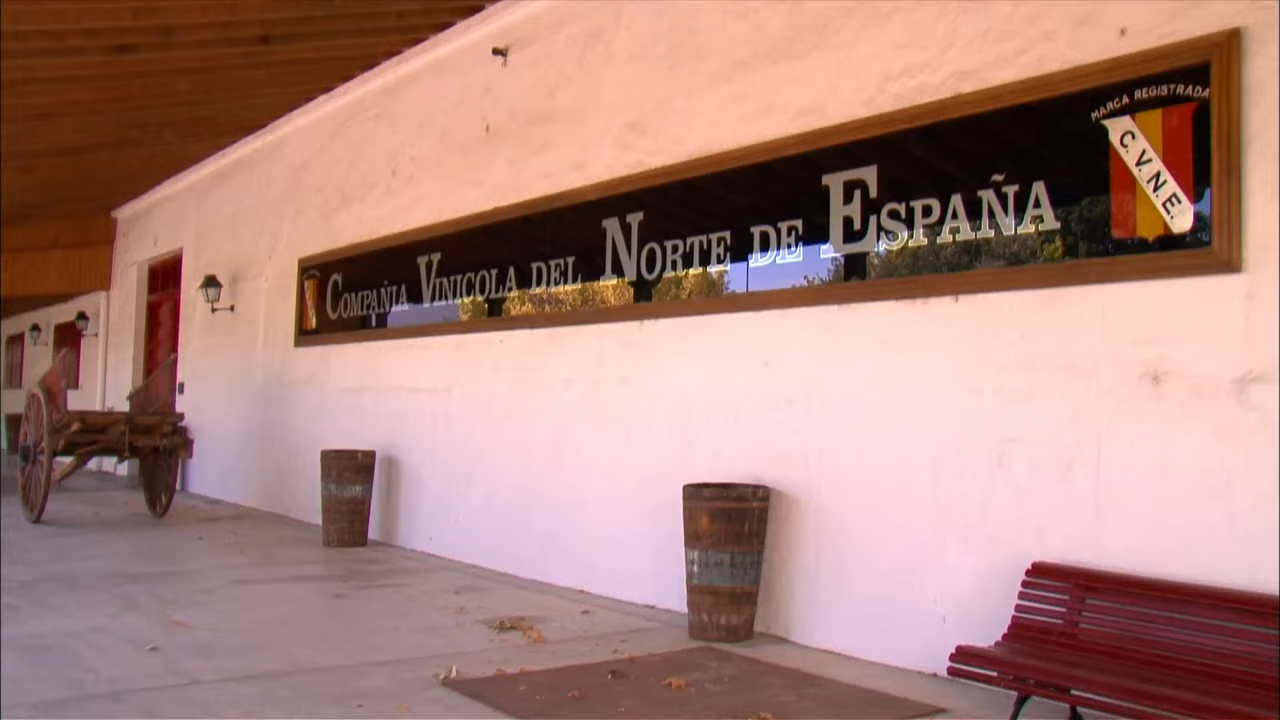 COMPAÑIA VINICOLA DEL NORTE DE ESPAÑA
MARCA REGISTRADA
C.V.N.E.